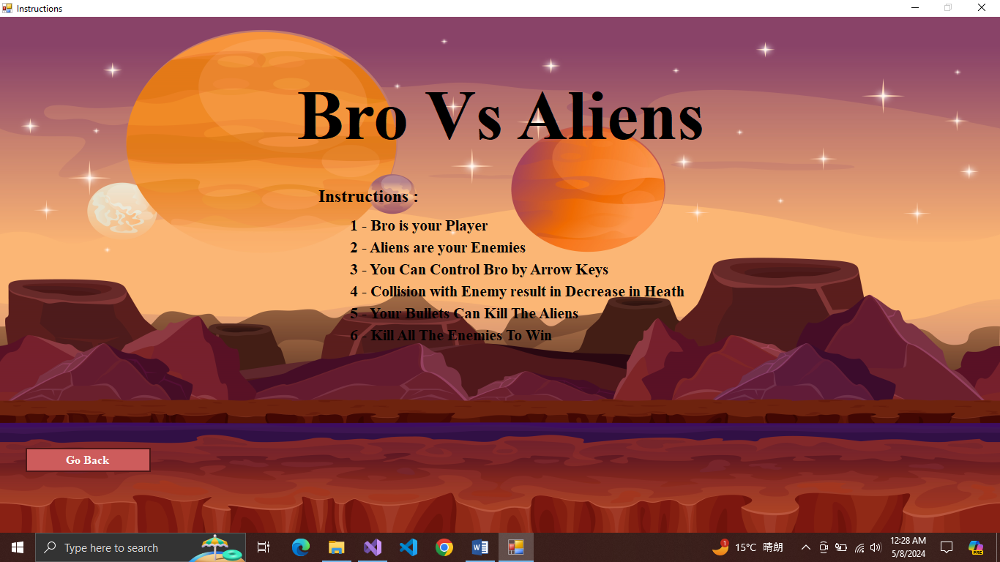 Instructions
Bro Vs Aliens
Instructions :
1 - Bro is your Player
2 - Aliens are your Enemies
3 - You Can Control Bro by Arrow Keys
4 - Collision with Enemy result in Decrease in Heath
5 - Your Bullets Can Kill The Aliens
6 - Kill All The Enemies To Win
Go Back
Type here to search
1
15°C 晴朗
12:28 AM
5/8/2024
PRE